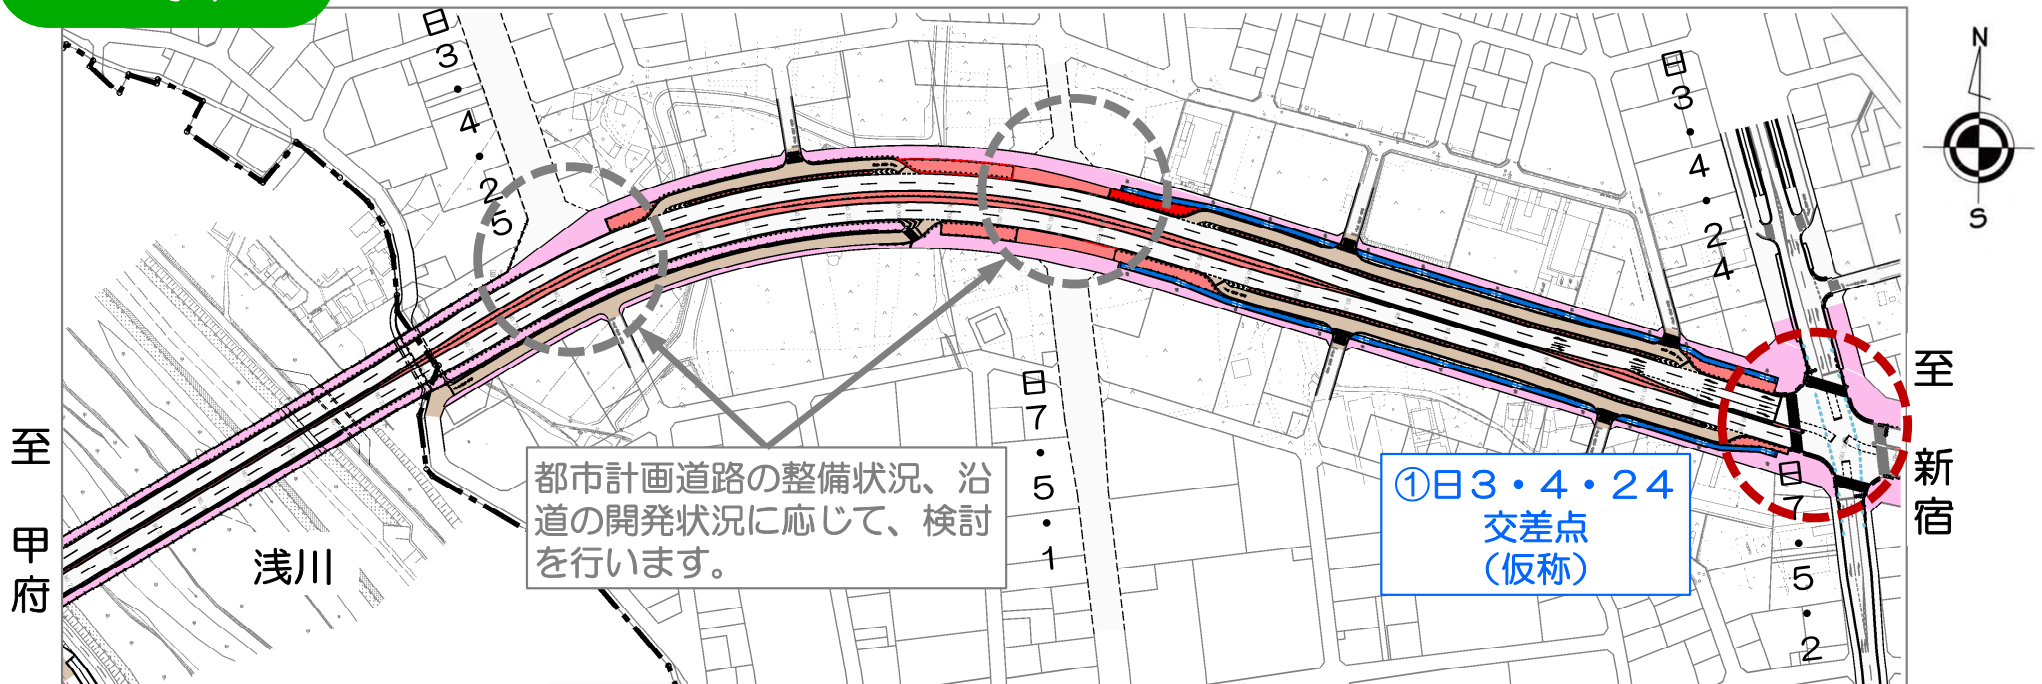 日3・4・25
日3・4・24
N
S
至 甲府
浅川
都市計画道路の整備状況、沿
道の開発状況に応じて、検討
を行います。
日7・5・1
①日3・4・24
交差点
（仮称）
日7・5・2
至 新宿